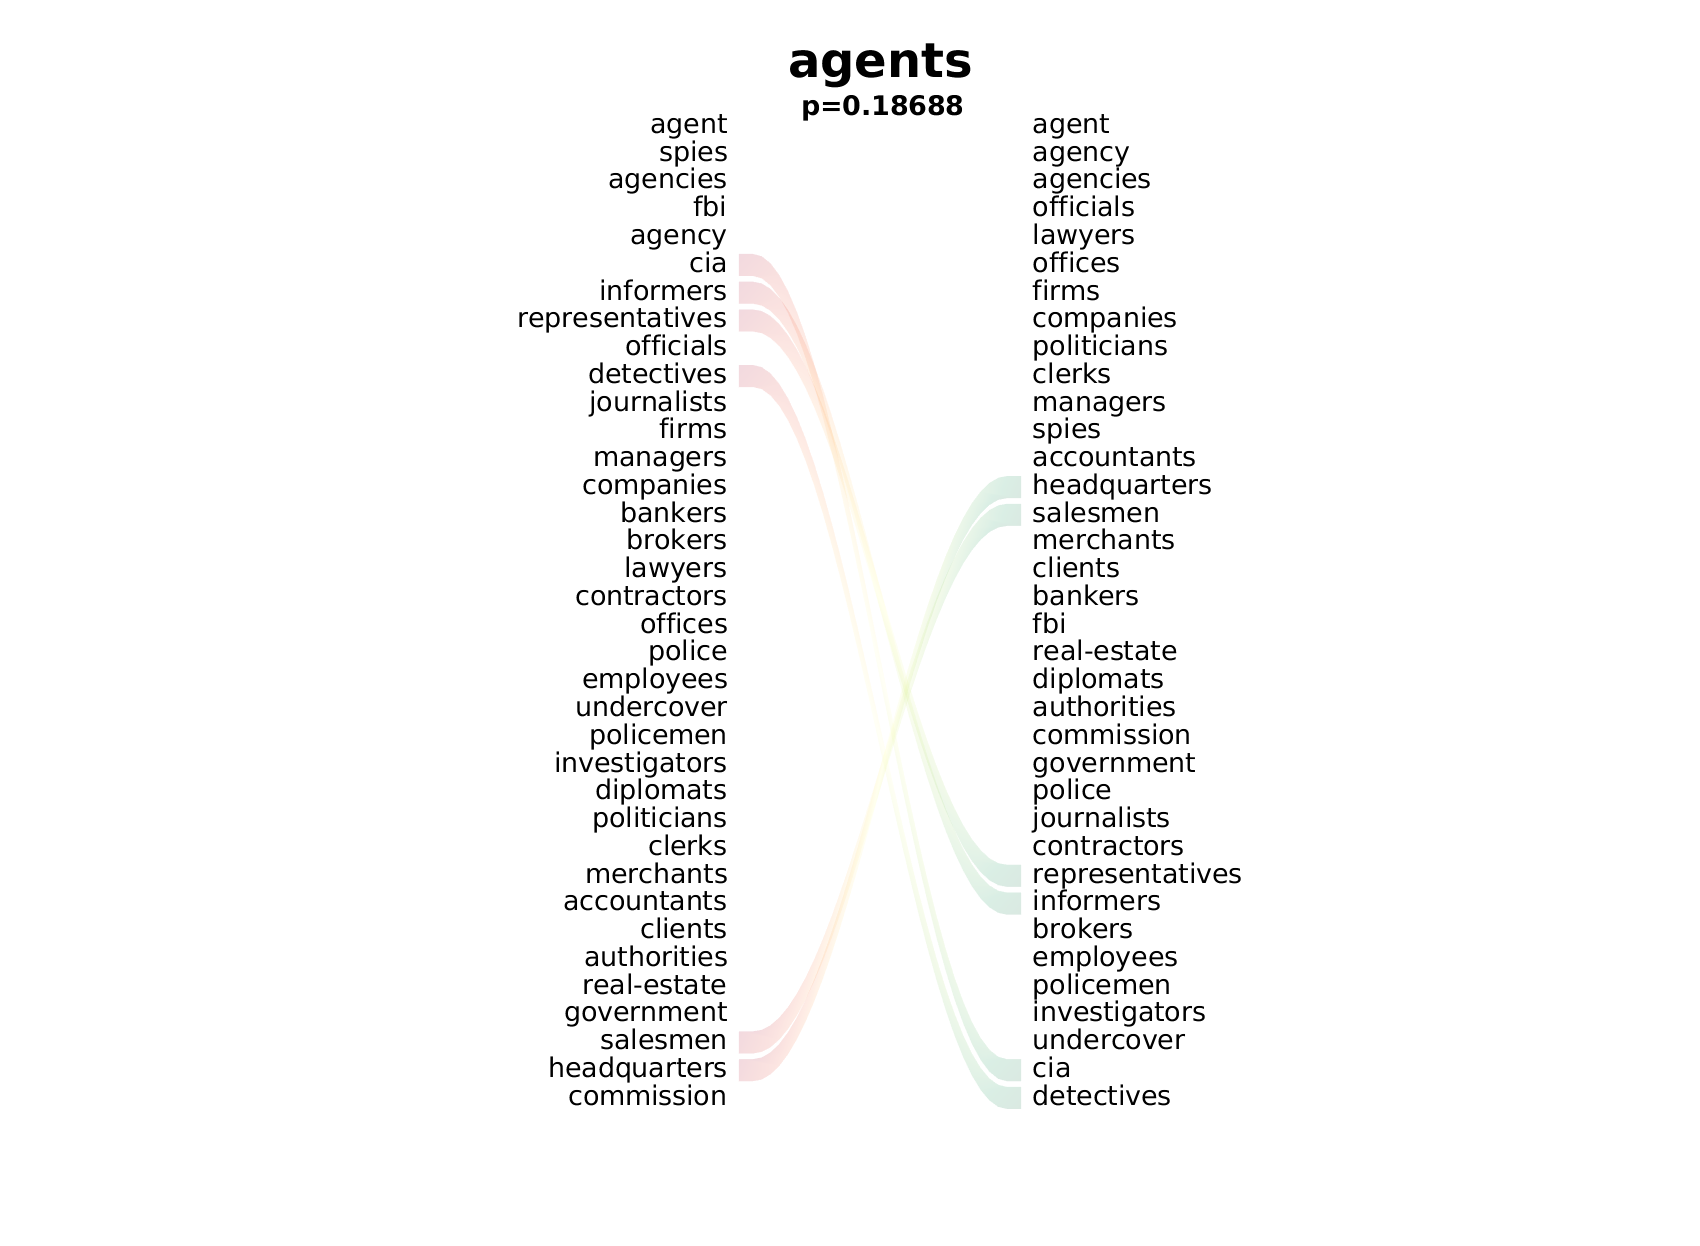 agents
p=0.18688
agent
spies
agencies
fbi
agency
cia
informers
representatives
officials
detectives
journalists
firms
managers
companies
bankers
brokers
lawyers
contractors
offices
police
employees
undercover
policemen
investigators
diplomats
politicians
clerks
merchants
accountants
clients
authorities
real-estate
government
salesmen
headquarters
commission
agent
agency
agencies
officials
lawyers
offices
firms
companies
politicians
clerks
managers
spies
accountants
headquarters
salesmen
merchants
clients
bankers
fbi
real-estate
diplomats
authorities
commission
government
police
journalists
contractors
representatives
informers
brokers
employees
policemen
investigators
undercover
cia
detectives